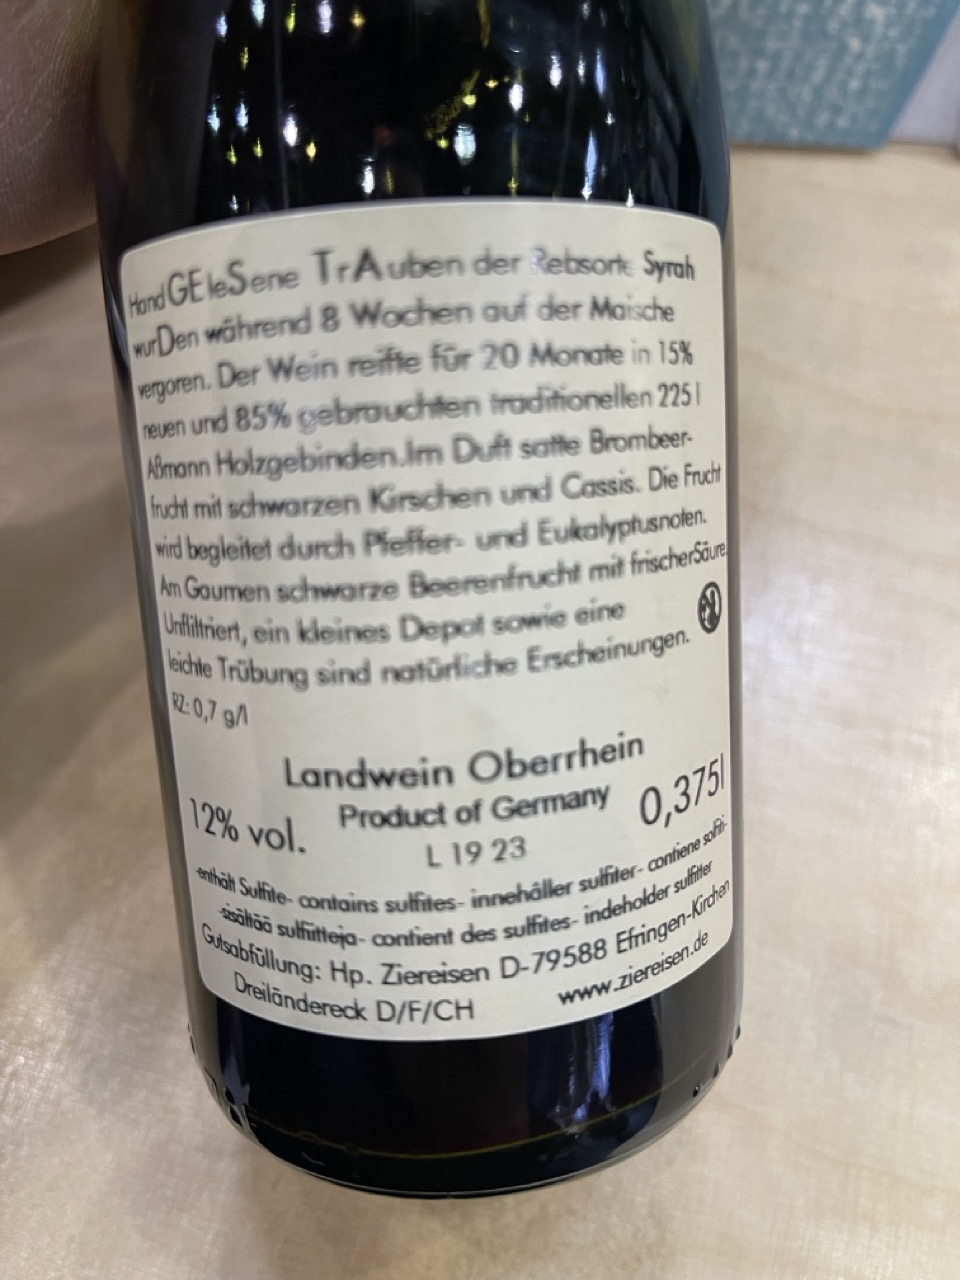 HandGEleSene TrAuben der Rebsorte Syrah
wurDen während 8 Wochen auf der Maische
vergoren. Der Wein reifte für 20 Monate in 15%
neuen und 85% gebrauchten traditionellen 225 l
Aßmann Holzgebinden.Im Duft satte Brombeer-
frucht mit schwarzen Kirschen und Cassis. Die Frucht
wird begleitet durch Pfeffer- und Eukalyptusnoten.
Am Gaumen schwarze Beerenfrucht mit frischerSäure.
Unfiltriert, ein kleines Depot sowie eine
leichte Trübung sind natürliche Erscheinungen.
RZ: 0,7 g/l
Landwein Oberrhein
12% vol. Product of Germany 0,375l
L 19 23
-enthält Sulfite- contains sulfites- innehåller sulfiter- contiene solfiti-
-sisältää sulfiitteja- contient des sulfites- indeholder sulfitter
Gutsabfüllung: Hp. Ziereisen D-79588 Efringen-Kirchen
Dreiländereck D/F/CH www.ziereisen.de